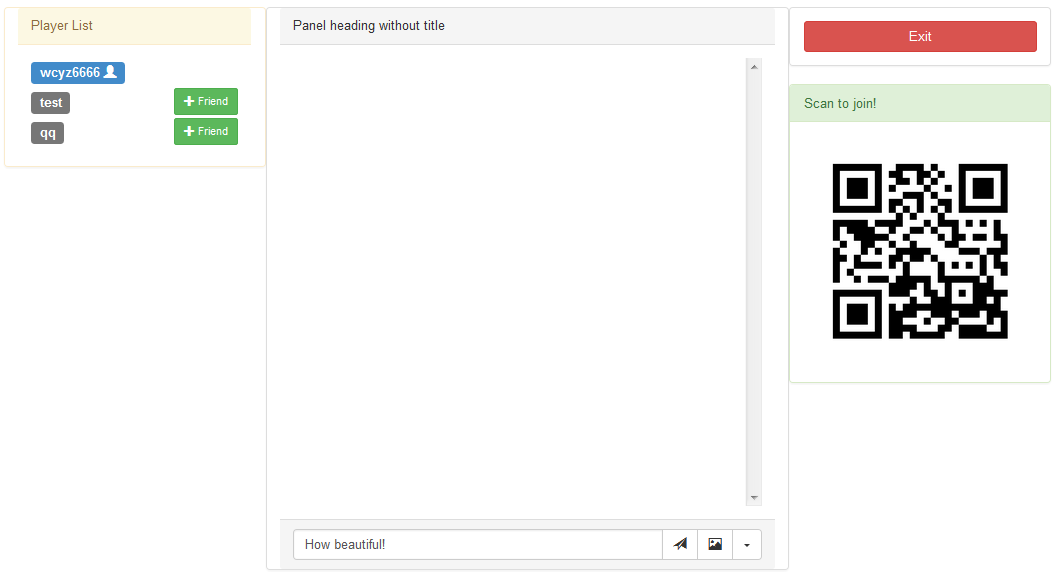 Player List
wcyz6666
test
Friend
qq
Friend
Panel heading without title
How beautiful!
Exit
Scan to join!